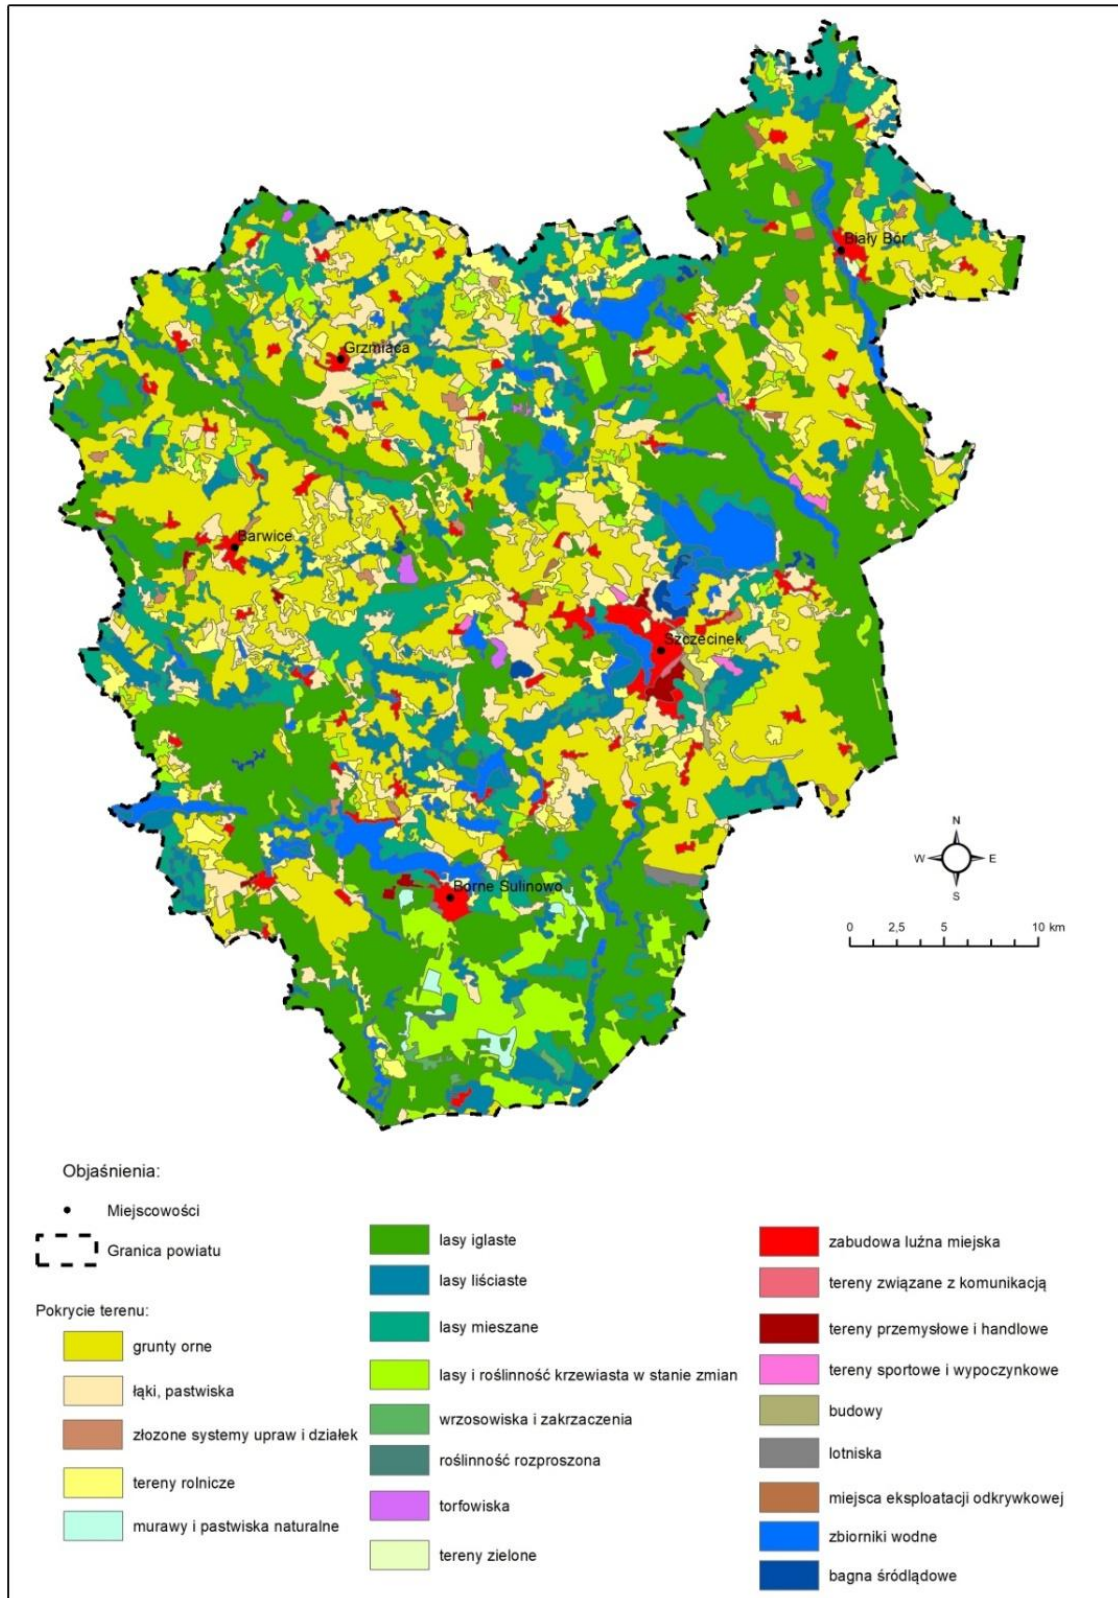 Biały Bór
Grzmiąca
Barwice
Szczecinek
Borne Sulinowo
N
W
E
S
0
2,5
5
10 km
Objaśnienia:
Miejscowości
Granica powiatu
Pokrycie terenu:
grunty orne
łąki, pastwiska
złozone systemy upraw i działek
tereny rolnicze
murawy i pastwiska naturalne
lasy iglaste
lasy liściaste
lasy mieszane
lasy i roślinność krzewiasta w stanie zmian
wrzosowiska i zakrzaczenia
roślinność rozproszona
torfowiska
tereny zielone
zabudowa luźna miejska
tereny związane z komunikacją
tereny przemysłowe i handlowe
tereny sportowe i wypoczynkowe
budowy
lotniska
miejsca eksploatacji odkrywkowej
zbiorniki wodne
bagna śródlądowe